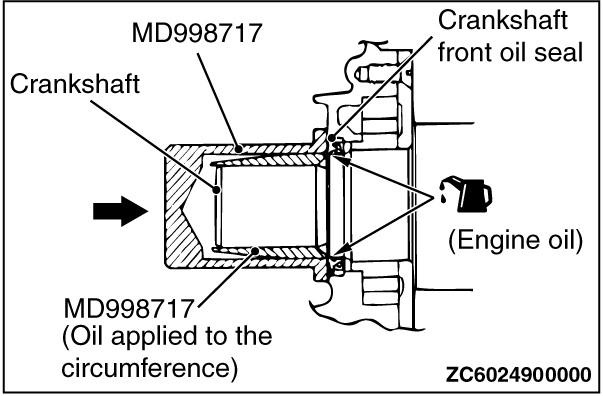 MD998717
Crankshaft
front oil seal
Crankshaft
(Engine oil)
MD998717
(Oil applied to the
circumference)
ZC6024900000